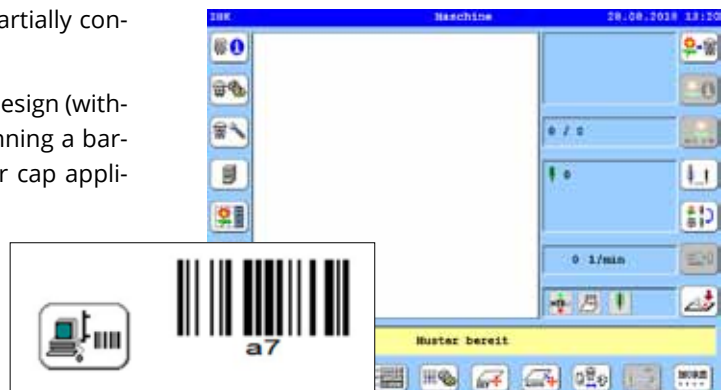 artially con-
esign (with-
nning a bar-
r cap appli-
ZSK Maschine 28.08.2018 13:20
0 / 0
0
0 1/min
a7
Muster bereit